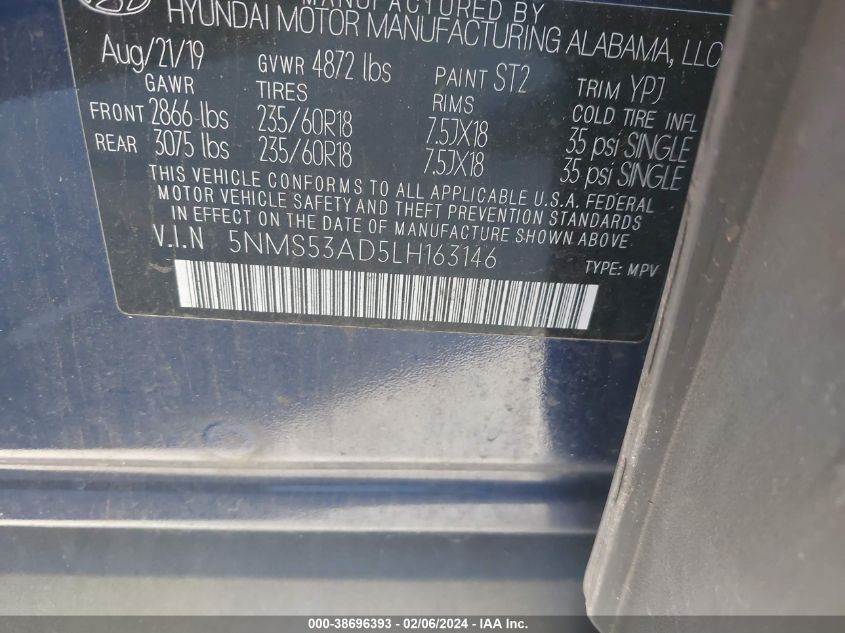 MANUFACTURED BY
HYUNDAI MOTOR MANUFACTURING ALABAMA, LLC
Aug/21/19 GVWR 4872 lbs PAINT ST2 TRIM YPJ
GAWR TIRES RIMS COLD TIRE INFL
FRONT 2866 lbs 235/60R18 7.5JX18 35 psi SINGLE
REAR 3075 lbs 235/60R18 7.5JX18 35 psi SINGLE
THIS VEHICLE CONFORMS TO ALL APPLICABLE U.S.A. FEDERAL
MOTOR VEHICLE SAFETY AND THEFT PREVENTION STANDARDS
IN EFFECT ON THE DATE OF MANUFACTURE SHOWN ABOVE.
V.I.N 5NMS53AD5LH163146 TYPE: MPV
000-38696393 - 02/06/2024 - IAA Inc.